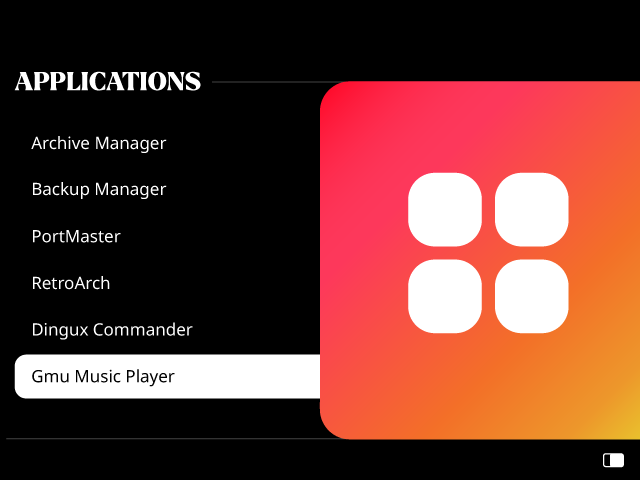 APPLICATIONS
Archive Manager
Backup Manager
PortMaster
RetroArch
Dingux Commander
Gmu Music Player